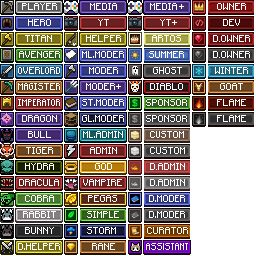 PLAYER MEDIA MEDIA+ OWNER
HERO YT YT+ DEV
TITAN HELPER ARTOS D.OWNER
AVENGER ML.MODER SUMMER D.OWNER
OVERLORD MODER GHOST WINTER
MAGISTER MODER+ DIABLO GOAT
IMPERATOR ST.MODER SPONSOR FLAME
DRAGON GL.MODER SPONSOR FLAME
BULL ML.ADMIN CUSTOM
TIGER ADMIN CUSTOM
HYDRA GOD D.ADMIN
DRACULA VAMPIRE D.ADMIN
COBRA PEGAS D.MODER
RABBIT SIMPLE D.MODER
BUNNY STORM CURATOR
D.HELPER RANE ASSISTANT